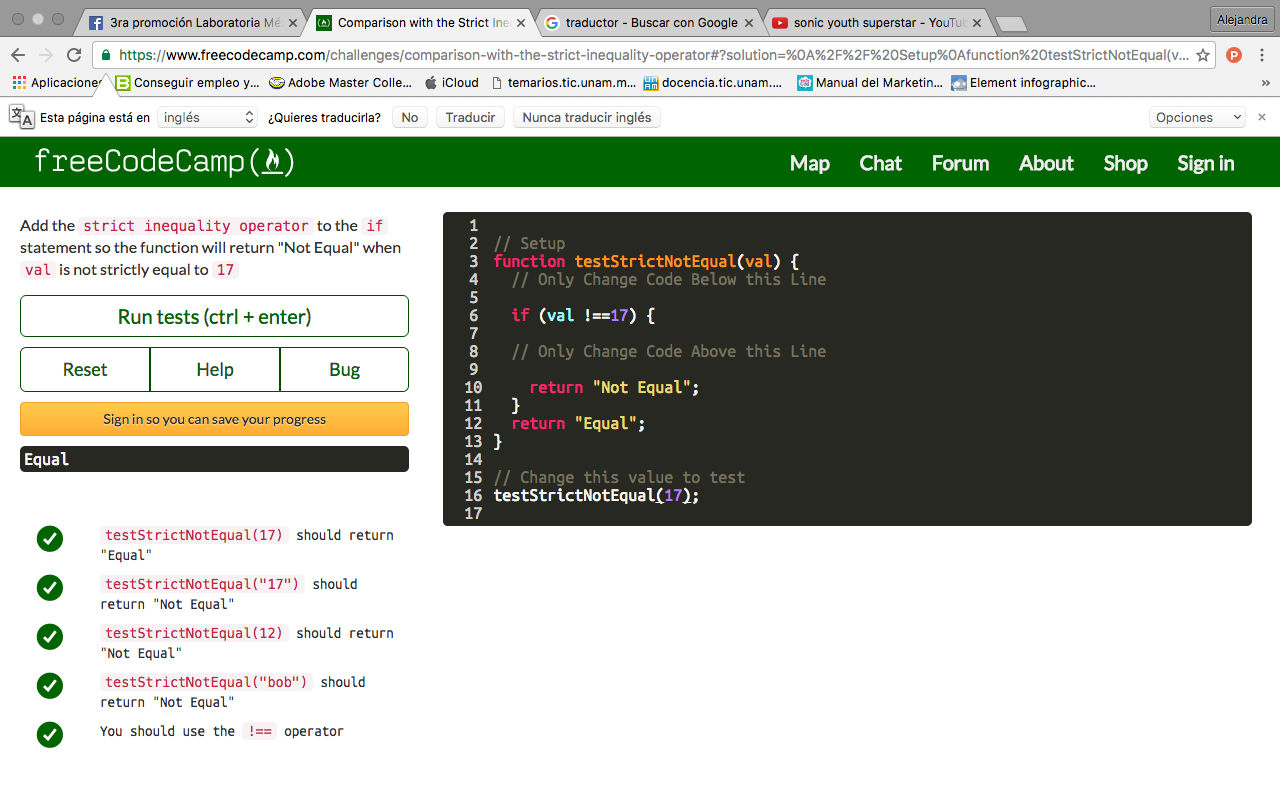 3ra promoción Laboratoria Mé
Comparison with the Strict Ine
traductor - Buscar con Google
sonic youth superstar - YouTub
Alejandra
https://www.freecodecamp.com/challenges/comparison-with-the-strict-inequality-operator#?solution=%0A%2F%2F%20Setup%0Afunction%20testStrictNotEqual(v...
Aplicaciones
Conseguir empleo y...
Adobe Master Colle...
iCloud
temarios.tic.unam.m...
docencia.tic.unam....
Manual del Marketin...
Element infographic...
»
Esta página está en
inglés
¿Quieres traducirla?
No
Traducir
Nunca traducir inglés
Opciones
freeCodeCamp( )
Map
Chat
Forum
About
Shop
Sign in
Add the strict inequality operator to the if
statement so the function will return "Not Equal" when
val is not strictly equal to 17
Run tests (ctrl + enter)
Reset
Help
Bug
Sign in so you can save your progress
Equal
testStrictNotEqual(17) should return
"Equal"
testStrictNotEqual("17") should
return "Not Equal"
testStrictNotEqual(12) should return
"Not Equal"
testStrictNotEqual("bob") should
return "Not Equal"
You should use the !== operator
1
2 // Setup
3 function testStrictNotEqual(val) {
4 // Only Change Code Below this Line
5
6 if (val !==17) {
7
8 // Only Change Code Above this Line
9
10 return "Not Equal";
11 }
12 return "Equal";
13 }
14
15 // Change this value to test
16 testStrictNotEqual(17);
17